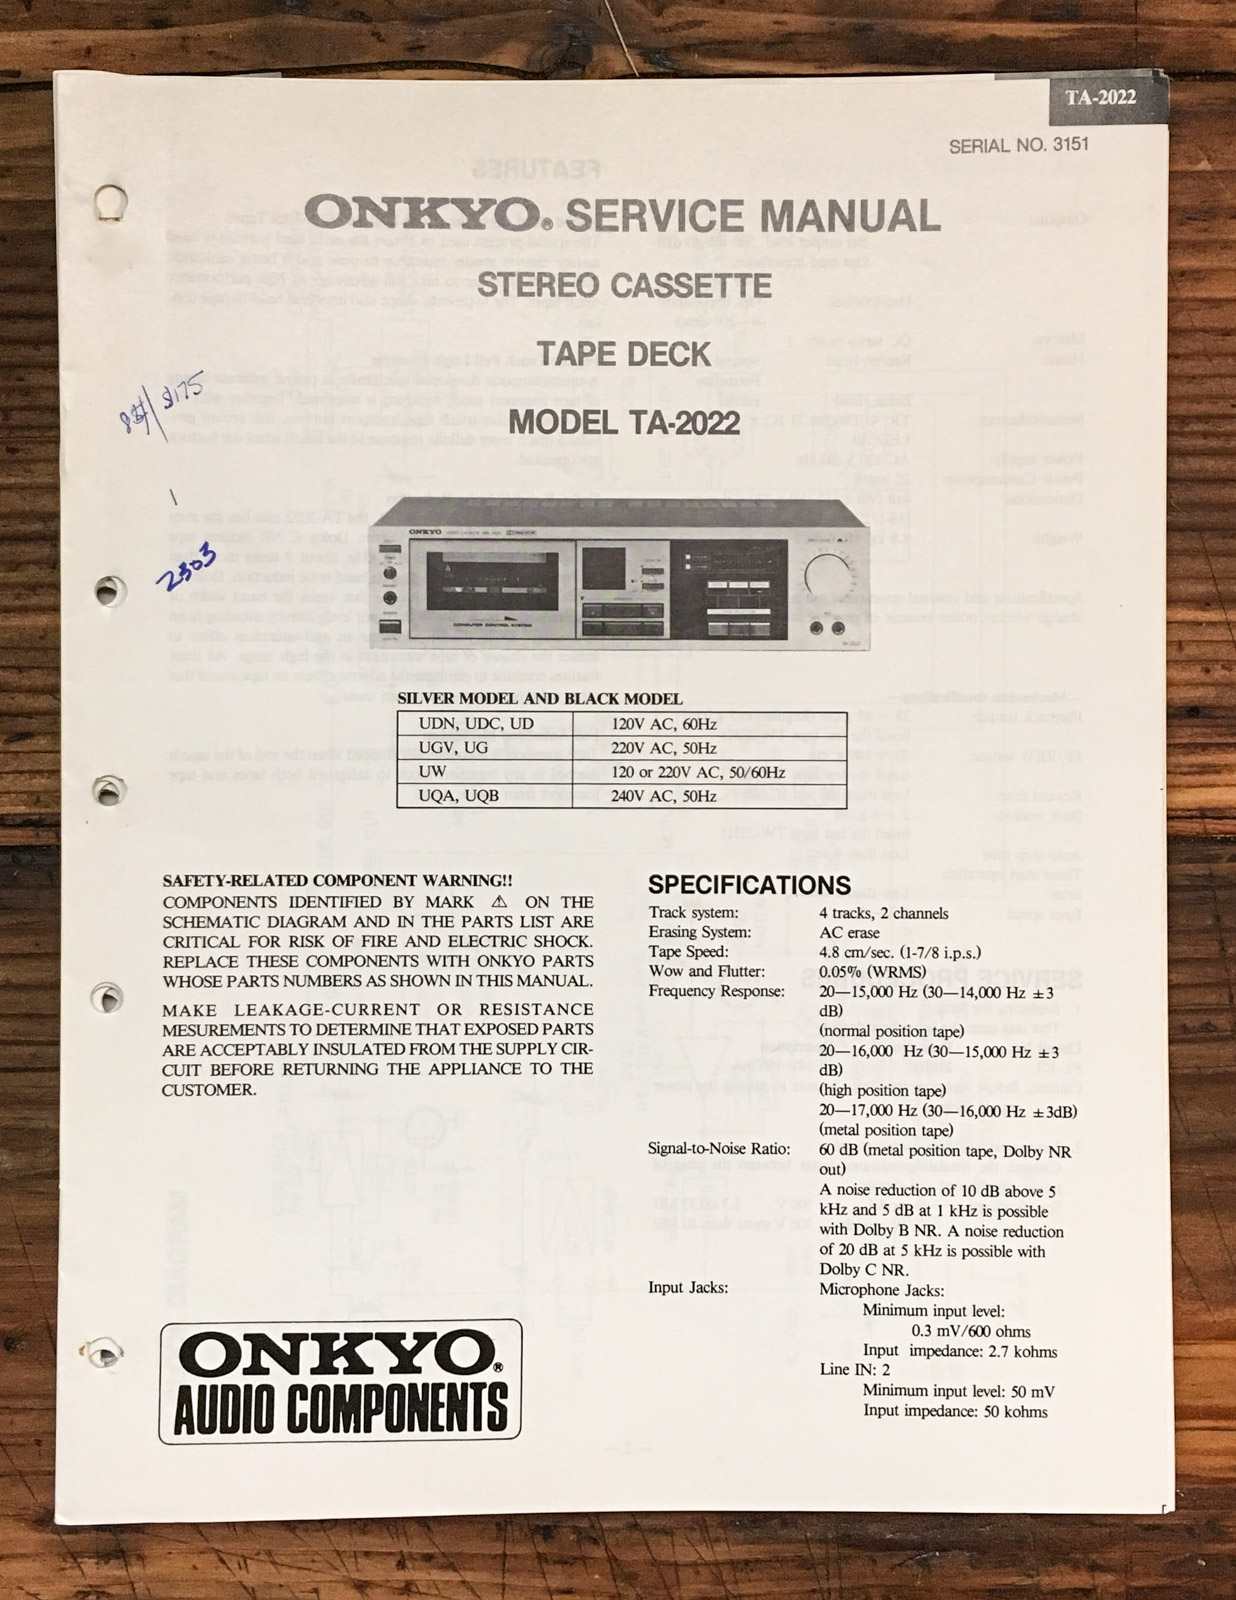 TA-2022
SERIAL NO. 3151
ONKYO® SERVICE MANUAL
STEREO CASSETTE
TAPE DECK
MODEL TA-2022
2303
ONKYO
COMPUTER CONTROL SYSTEM
SILVER MODEL AND BLACK MODEL
UDN, UDC, UD 120V AC, 60Hz
UGV, UG 220V AC, 50Hz
UW 120 or 220V AC, 50/60Hz
UQA, UQB 240V AC, 50Hz
SAFETY-RELATED COMPONENT WARNING!!
COMPONENTS IDENTIFIED BY MARK ⚠ ON THE
SCHEMATIC DIAGRAM AND IN THE PARTS LIST ARE
CRITICAL FOR RISK OF FIRE AND ELECTRIC SHOCK.
REPLACE THESE COMPONENTS WITH ONKYO PARTS
WHOSE PARTS NUMBERS AS SHOWN IN THIS MANUAL.
MAKE LEAKAGE-CURRENT OR RESISTANCE
MESUREMENTS TO DETERMINE THAT EXPOSED PARTS
ARE ACCEPTABLY INSULATED FROM THE SUPPLY CIR-
CUIT BEFORE RETURNING THE APPLIANCE TO THE
CUSTOMER.
ONKYO®
AUDIO COMPONENTS
SPECIFICATIONS
Track system: 4 tracks, 2 channels
Erasing System: AC erase
Tape Speed: 4.8 cm/sec. (1-7/8 i.p.s.)
Wow and Flutter: 0.05% (WRMS)
Frequency Response: 20—15,000 Hz (30—14,000 Hz ±3
dB)
(normal position tape)
20—16,000 Hz (30—15,000 Hz ±3
dB)
(high position tape)
20—17,000 Hz (30—16,000 Hz ±3dB)
(metal position tape)
Signal-to-Noise Ratio: 60 dB (metal position tape, Dolby NR
out)
A noise reduction of 10 dB above 5
kHz and 5 dB at 1 kHz is possible
with Dolby B NR. A noise reduction
of 20 dB at 5 kHz is possible with
Dolby C NR.
Input Jacks: Microphone Jacks:
Minimum input level:
0.3 mV/600 ohms
Input impedance: 2.7 kohms
Line IN: 2
Minimum input level: 50 mV
Input impedance: 50 kohms